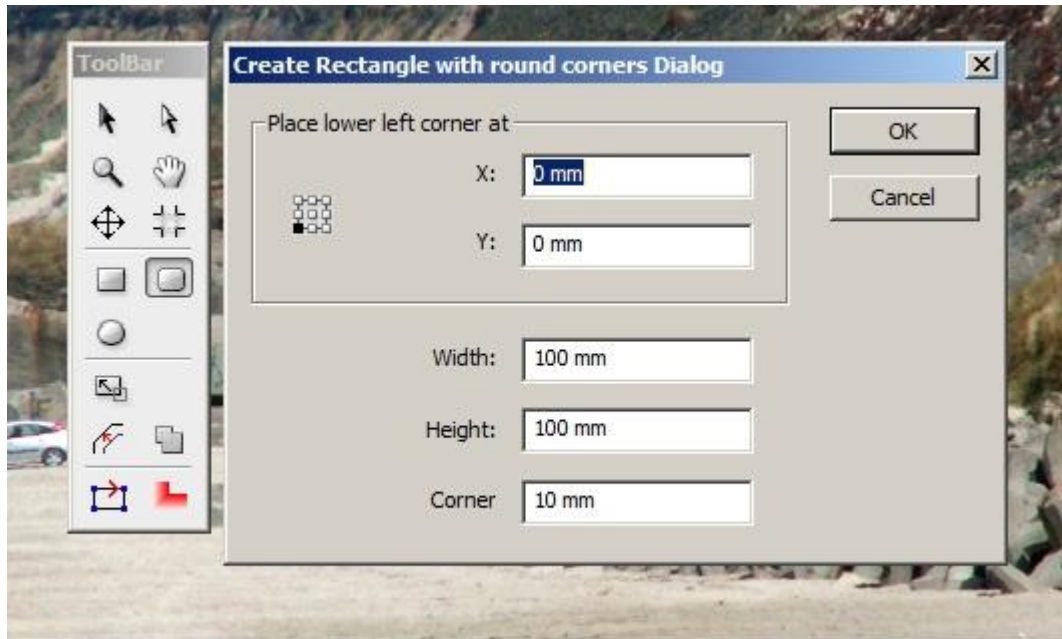 ToolBar
Create Rectangle with round corners Dialog
Place lower left corner at
X: 0 mm
Y: 0 mm
OK
Cancel
Width: 100 mm
Height: 100 mm
Corner 10 mm